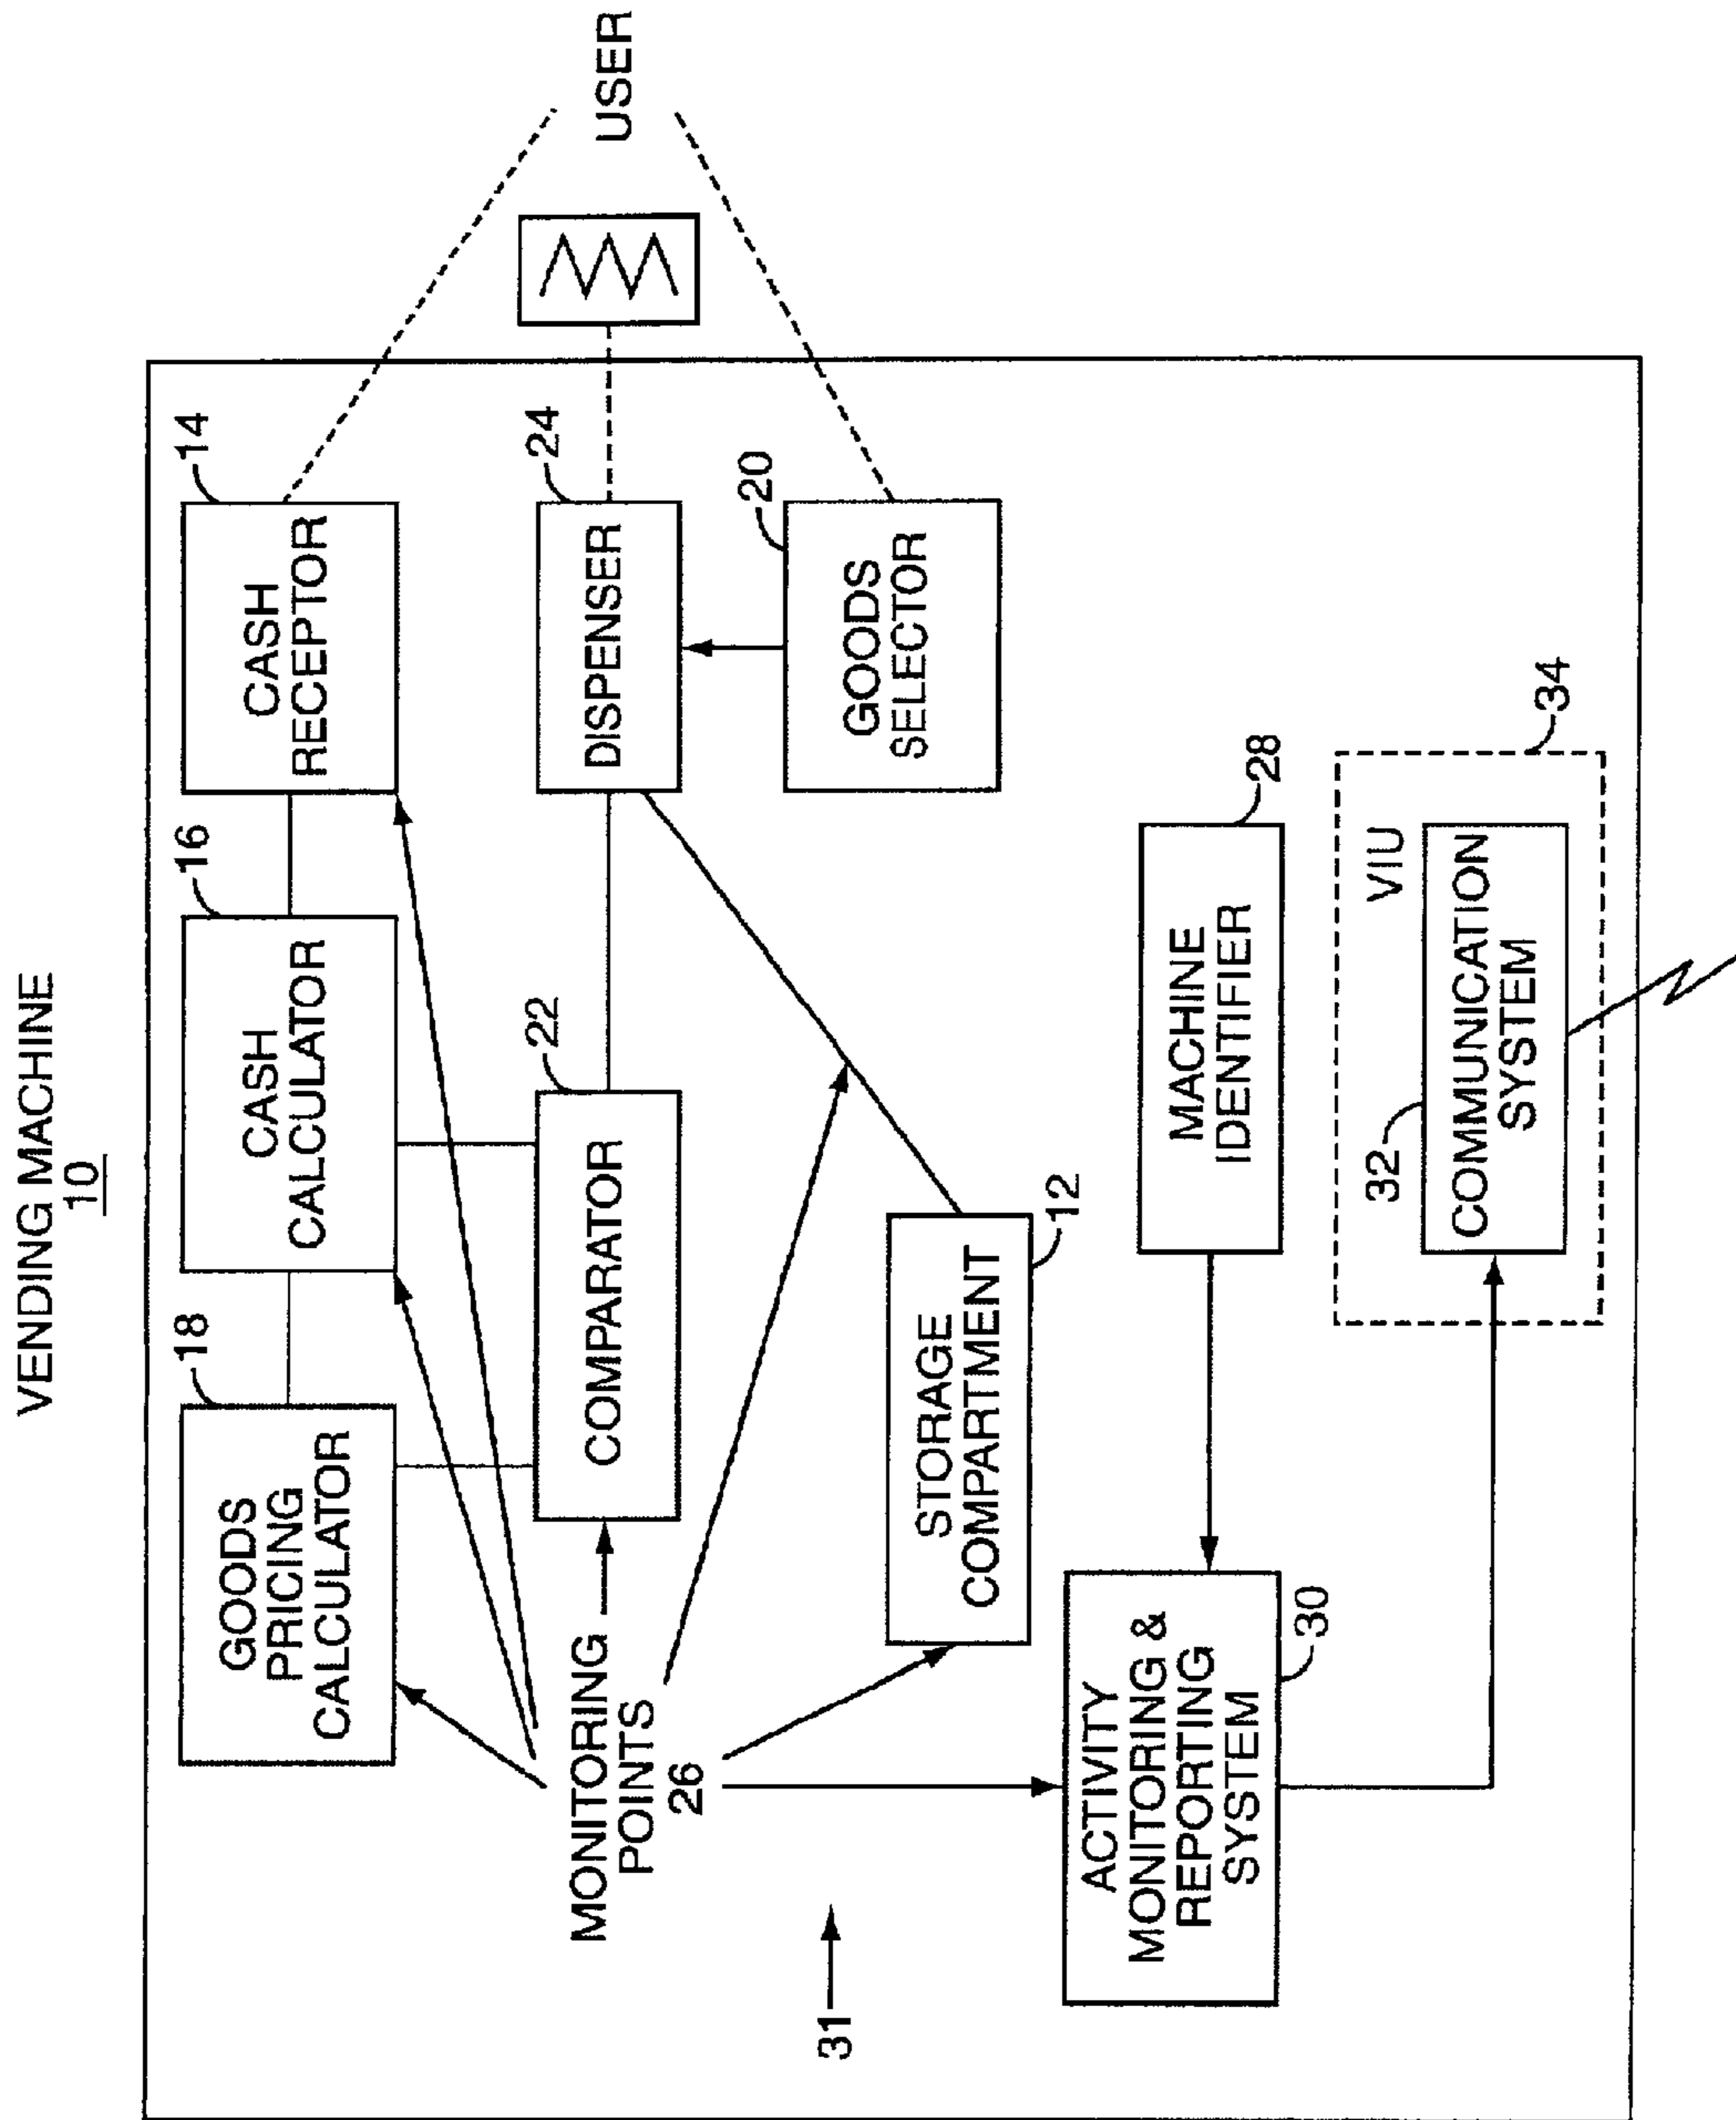 VENDING MACHINE
10
18
16
14
GOODS
PRICING
CALCULATOR
CASH
CALCULATOR
CASH
RECEPTOR
USER
22
24
MONITORING
POINTS
26
COMPARATOR
DISPENSER
20
GOODS
SELECTOR
31
STORAGE
COMPARTMENT
12
ACTIVITY
MONITORING &
REPORTING
SYSTEM
30
MACHINE
IDENTIFIER
28
VIU
34
32
COMMUNICATION
SYSTEM